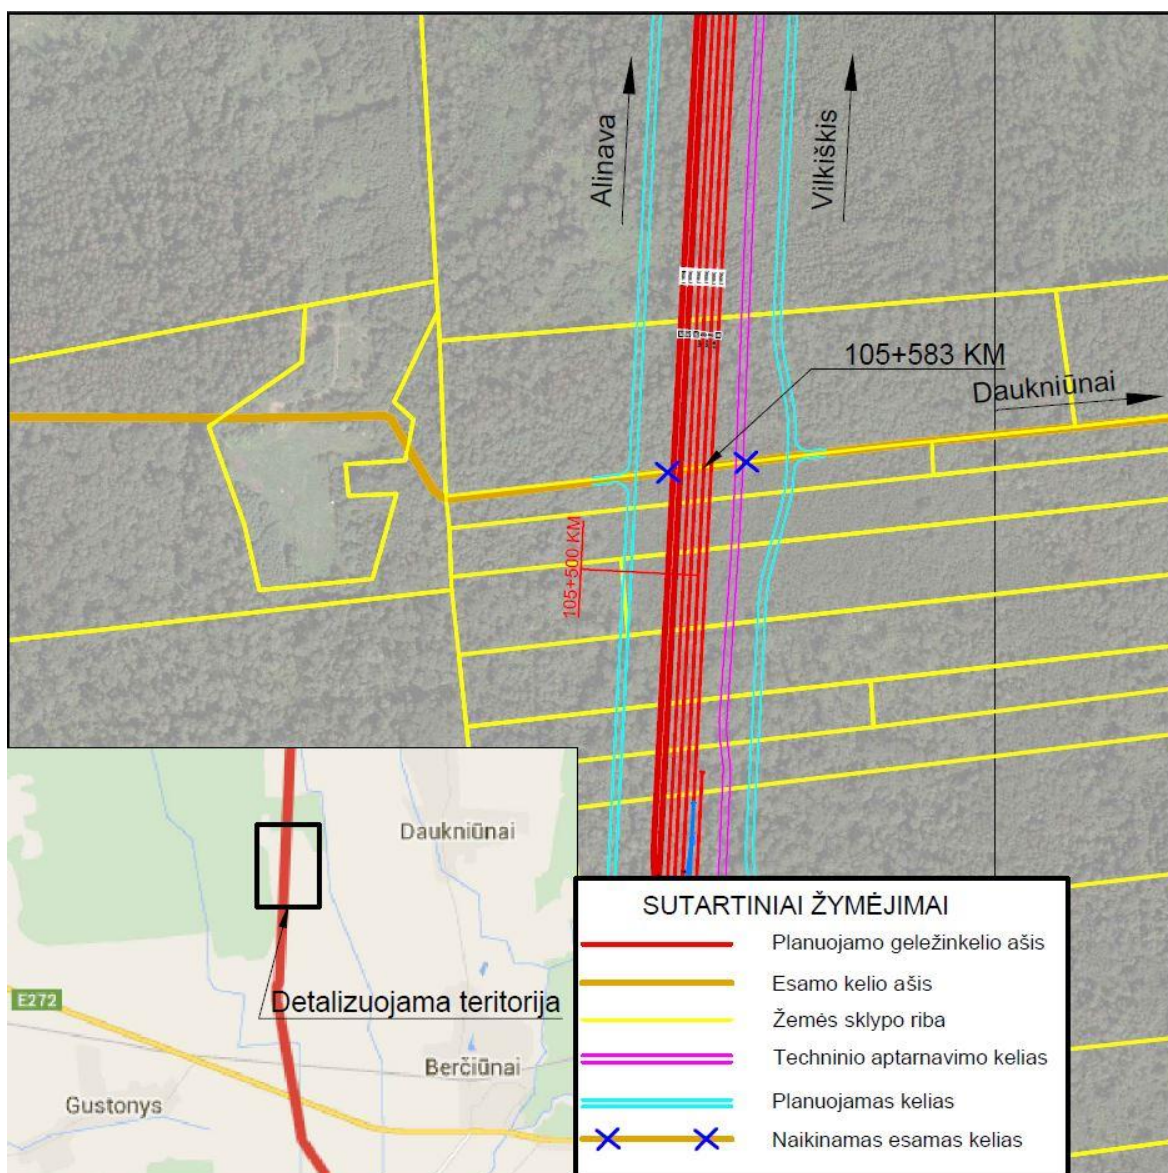 Alinava
Vilkiškis
105+583 KM
Daukniūnai
105+500 KM
Daukniūnai
E272
Detalizuojama teritorija
Berčiūnai
Gustonys
SUTARTINIAI ŽYMĖJIMAI
Planuojamo geležinkelio ašis
Esamo kelio ašis
Žemės sklypo riba
Techninio aptarnavimo kelias
Planuojamas kelias
Naikinamas esamas kelias